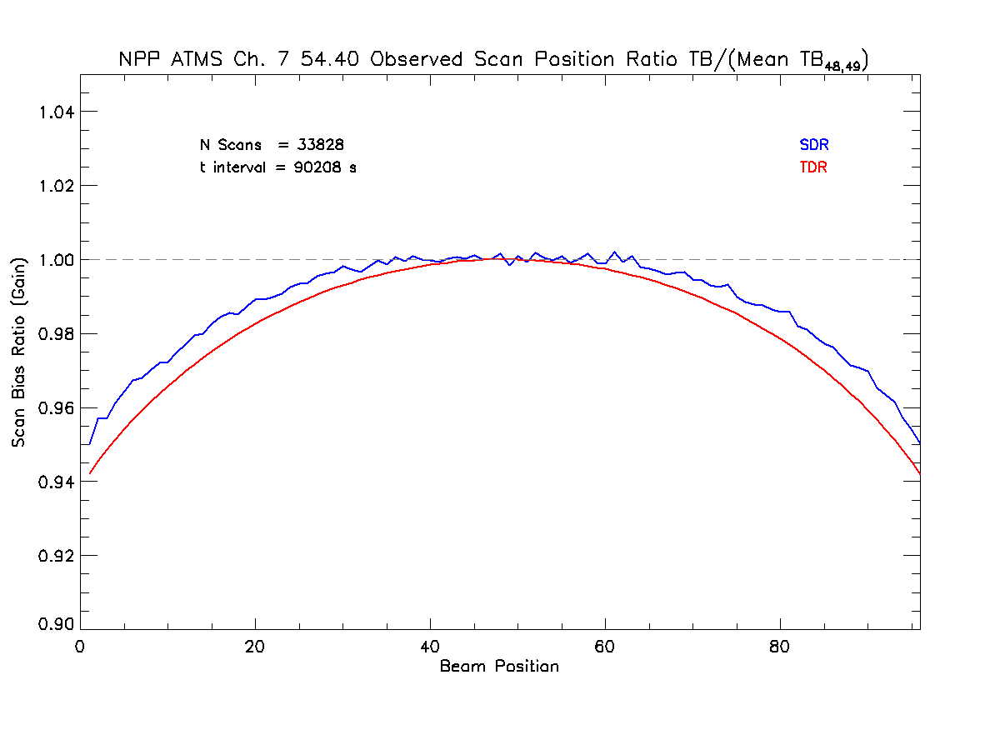 NPP ATMS Ch. 7 54.40 Observed Scan Position Ratio TB/(Mean TB48,49)
1.04
1.02
1.00
0.98
0.96
0.94
0.92
0.90
Scan Bias Ratio (Gain)
N Scans = 33828
t interval = 90208 s
SDR
TDR
0 20 40 60 80
Beam Position